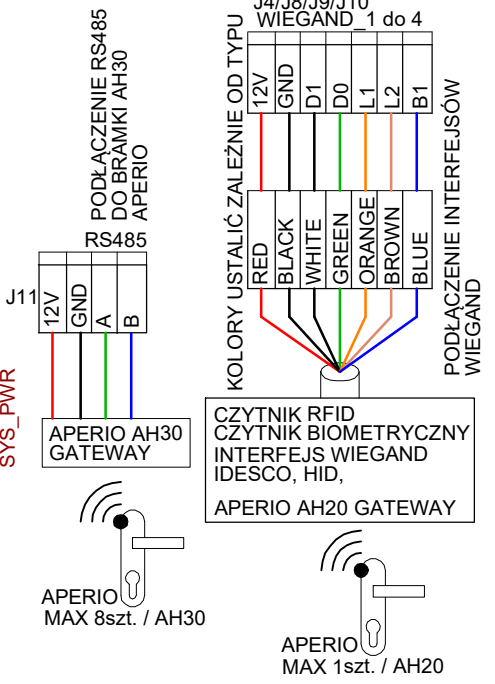 J4/J8/J9/J10
WIEGAND_1 do 4
KOLORY USTALIĆ ZALEŻNIE OD TYPU
12V
GND
D1
D0
L1
L2
B1
RED
BLACK
WHITE
GREEN
ORANGE
BROWN
BLUE
PODŁĄCZENIE INTERFEJSÓW
WIEGAND
CZYTNIK RFID
CZYTNIK BIOMETRYCZNY
INTERFEJS WIEGAND
IDESCO, HID,
APERIO AH20 GATEWAY
APERIO
MAX 1szt. / AH20
PODŁĄCZENIE RS485
DO BRAMKI AH30
APERIO
RS485
J11
12V
GND
A
B
SYS_PWR
APERIO AH30
GATEWAY
APERIO
MAX 8szt. / AH30